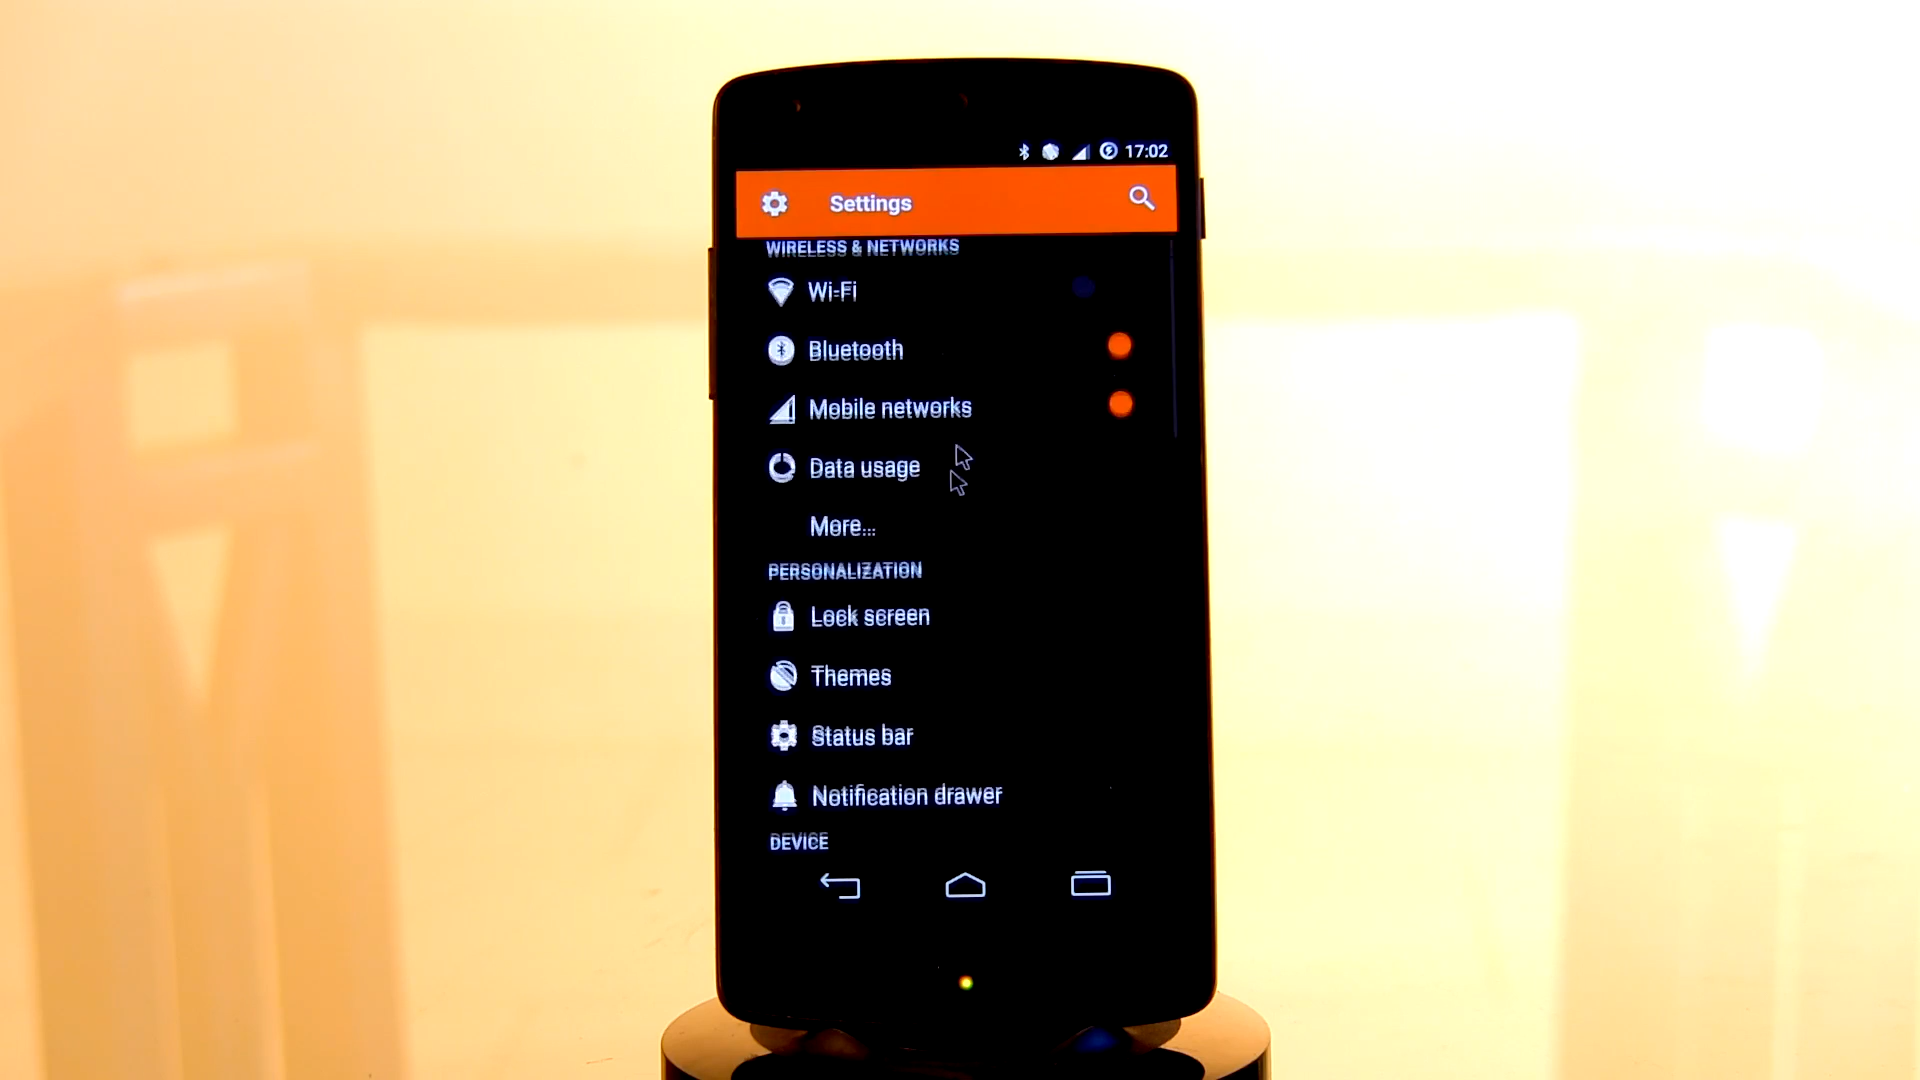 17:02
Settings
WIRELESS & NETWORKS
Wi-Fi
Bluetooth
Mobile networks
Data usage
More...
PERSONALIZATION
Lock screen
Themes
Status bar
Notification drawer
DEVICE